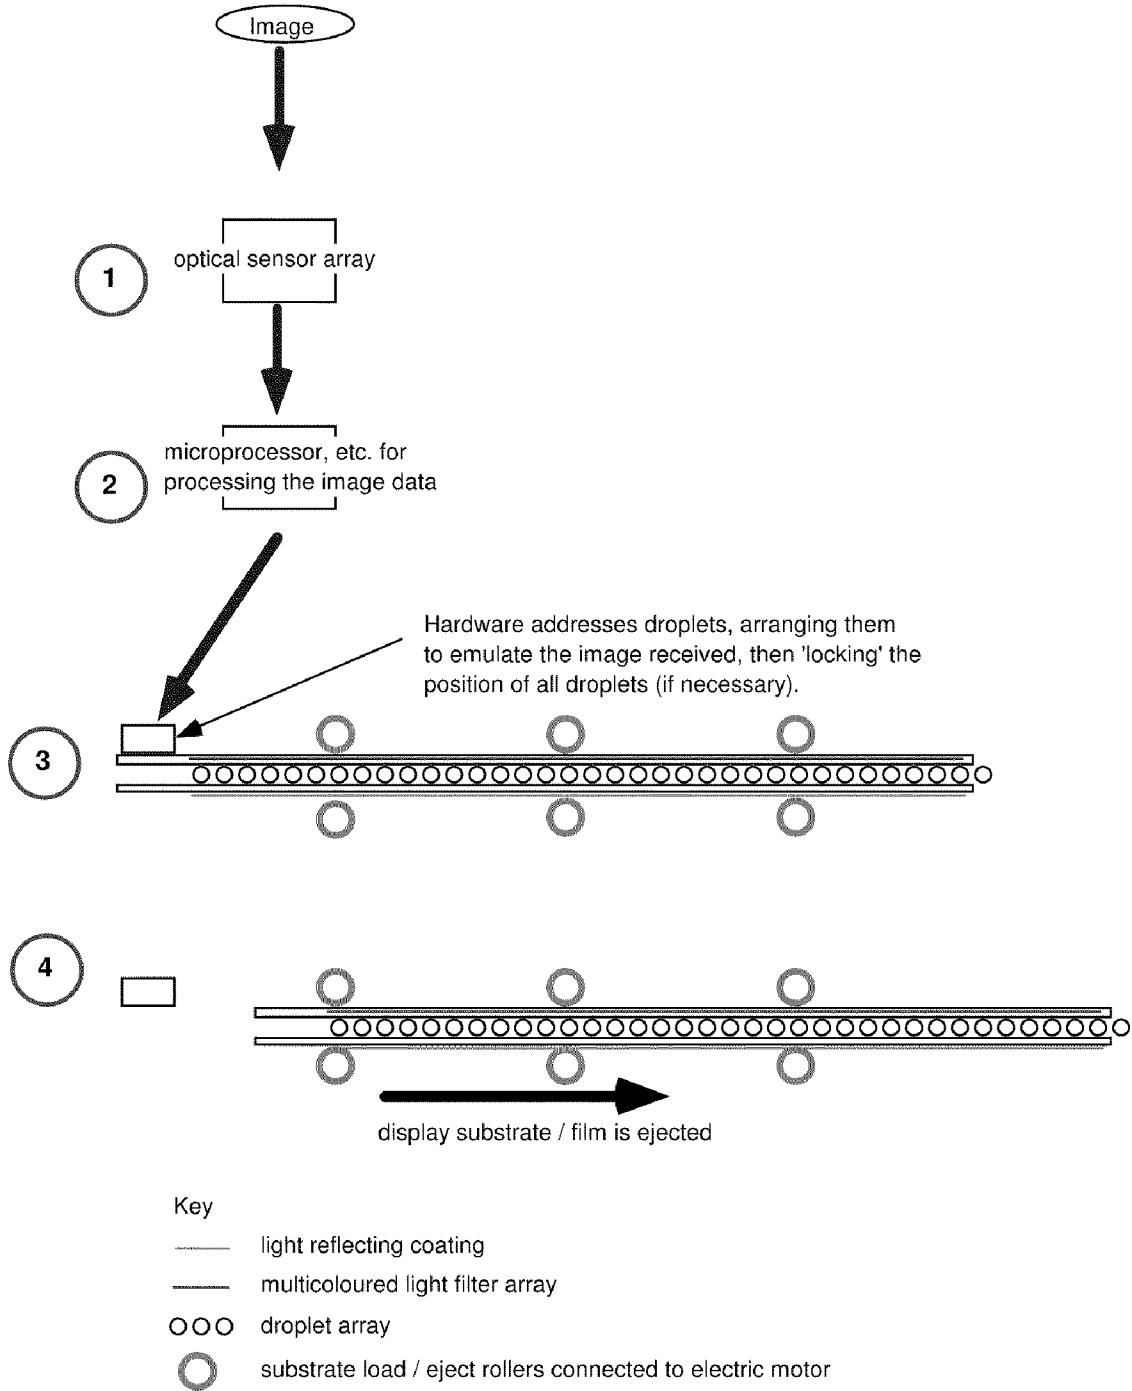 Image
1
optical sensor array
2
microprocessor, etc. for
processing the image data
Hardware addresses droplets, arranging them
to emulate the image received, then 'locking' the
position of all droplets (if necessary).
3
4
display substrate / film is ejected
Key
light reflecting coating
multicoloured light filter array
droplet array
substrate load / eject rollers connected to electric motor